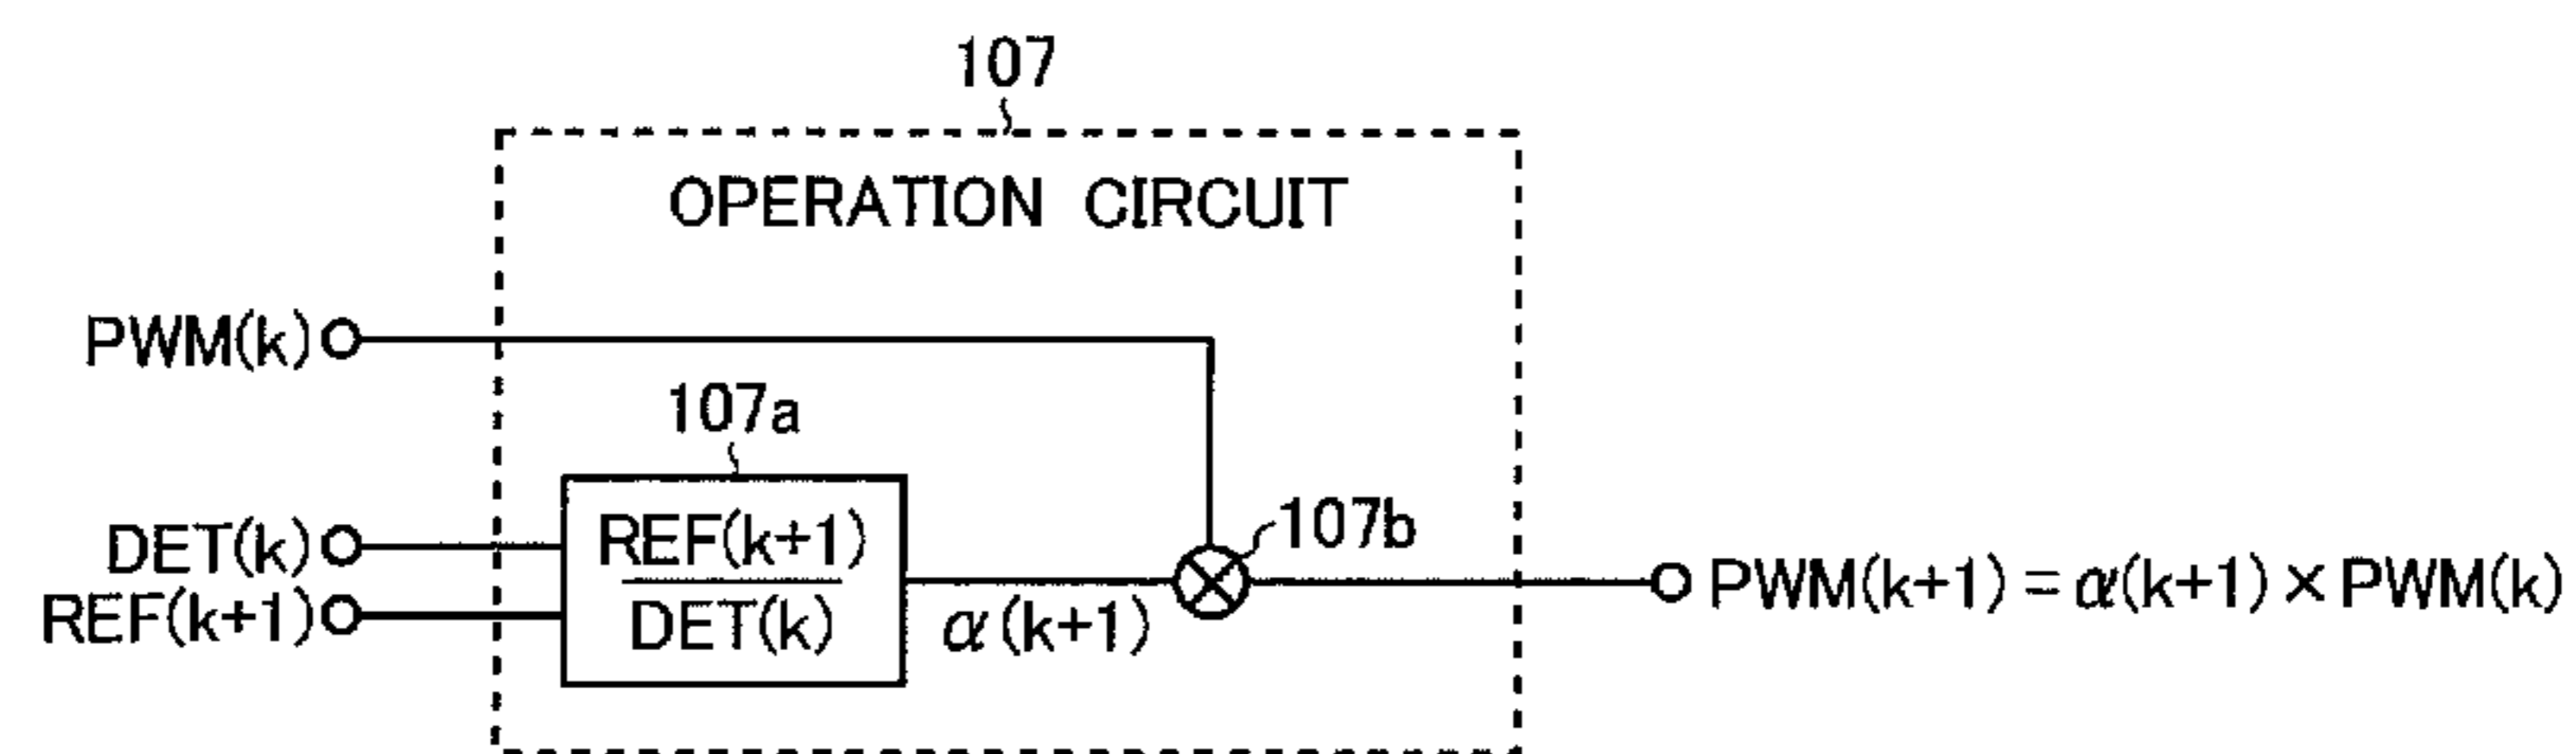 107
OPERATION CIRCUIT
PWM(k)
107a
DET(k)
REF(k+1)
REF(k+1)
DET(k)
α(k+1)
107b
PWM(k+1) = α(k+1) × PWM(k)